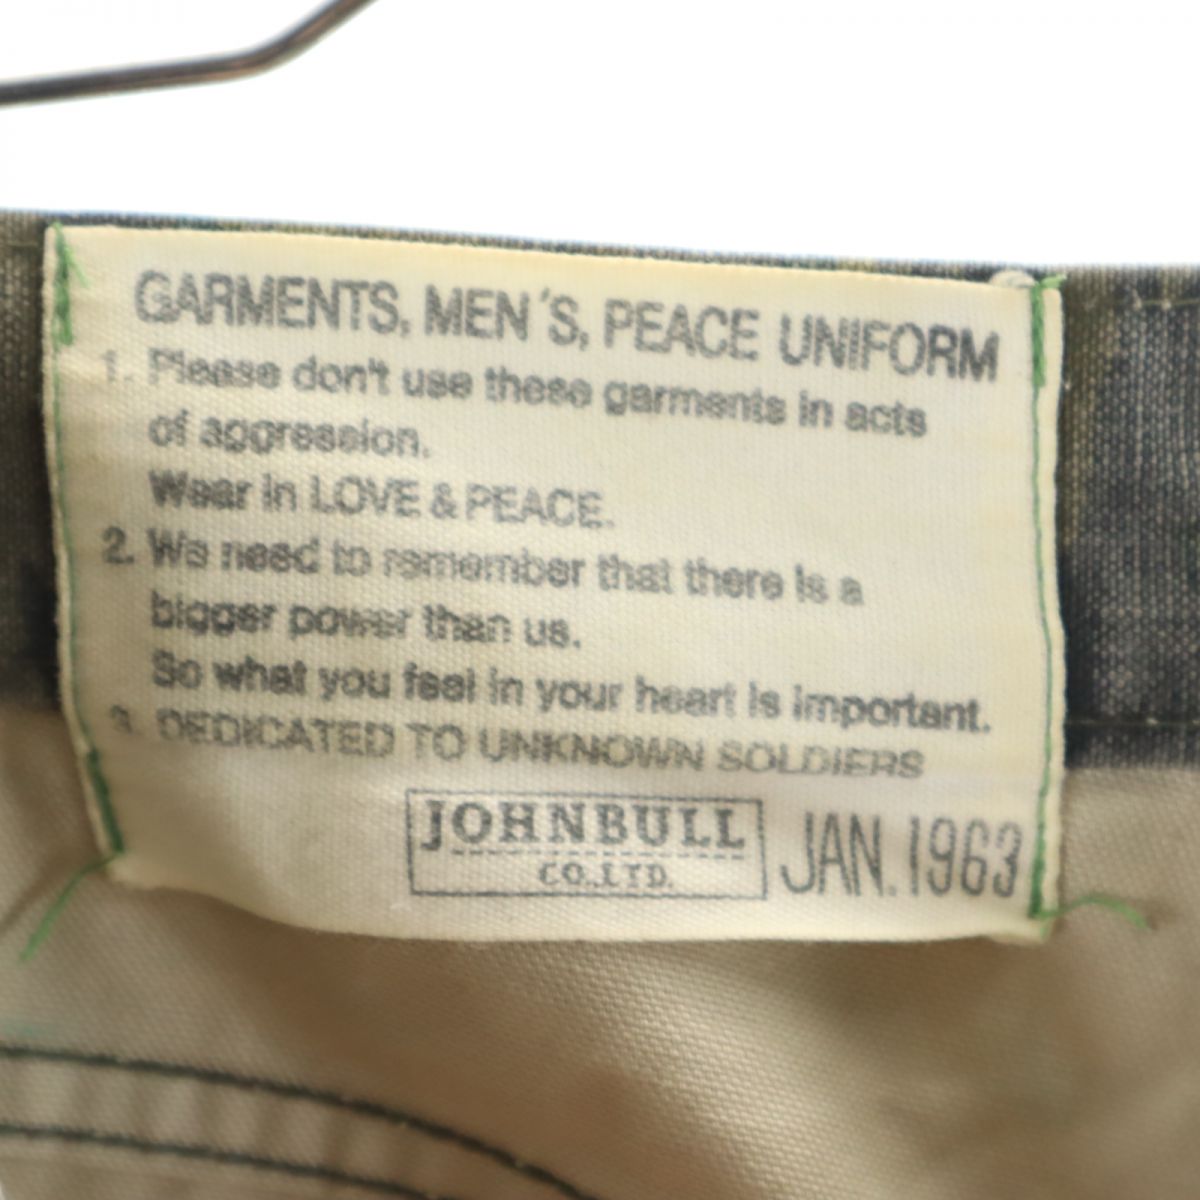 GARMENTS, MEN'S, PEACE UNIFORM
1. Please don't use these garments in acts
of aggression.
Wear in LOVE & PEACE.
2. We need to remember that there is a
bigger power than us.
So what you feel in your heart is important.
3. DEDICATED TO UNKNOWN SOLDIERS
JOHNBULL JAN.1963
CO.,LTD.